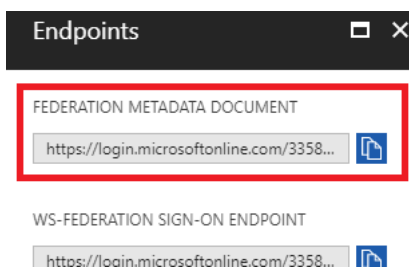 Endpoints
FEDERATION METADATA DOCUMENT
https://login.microsoftonline.com/3358...
WS-FEDERATION SIGN-ON ENDPOINT
https://login.microsoftonline.com/3358...